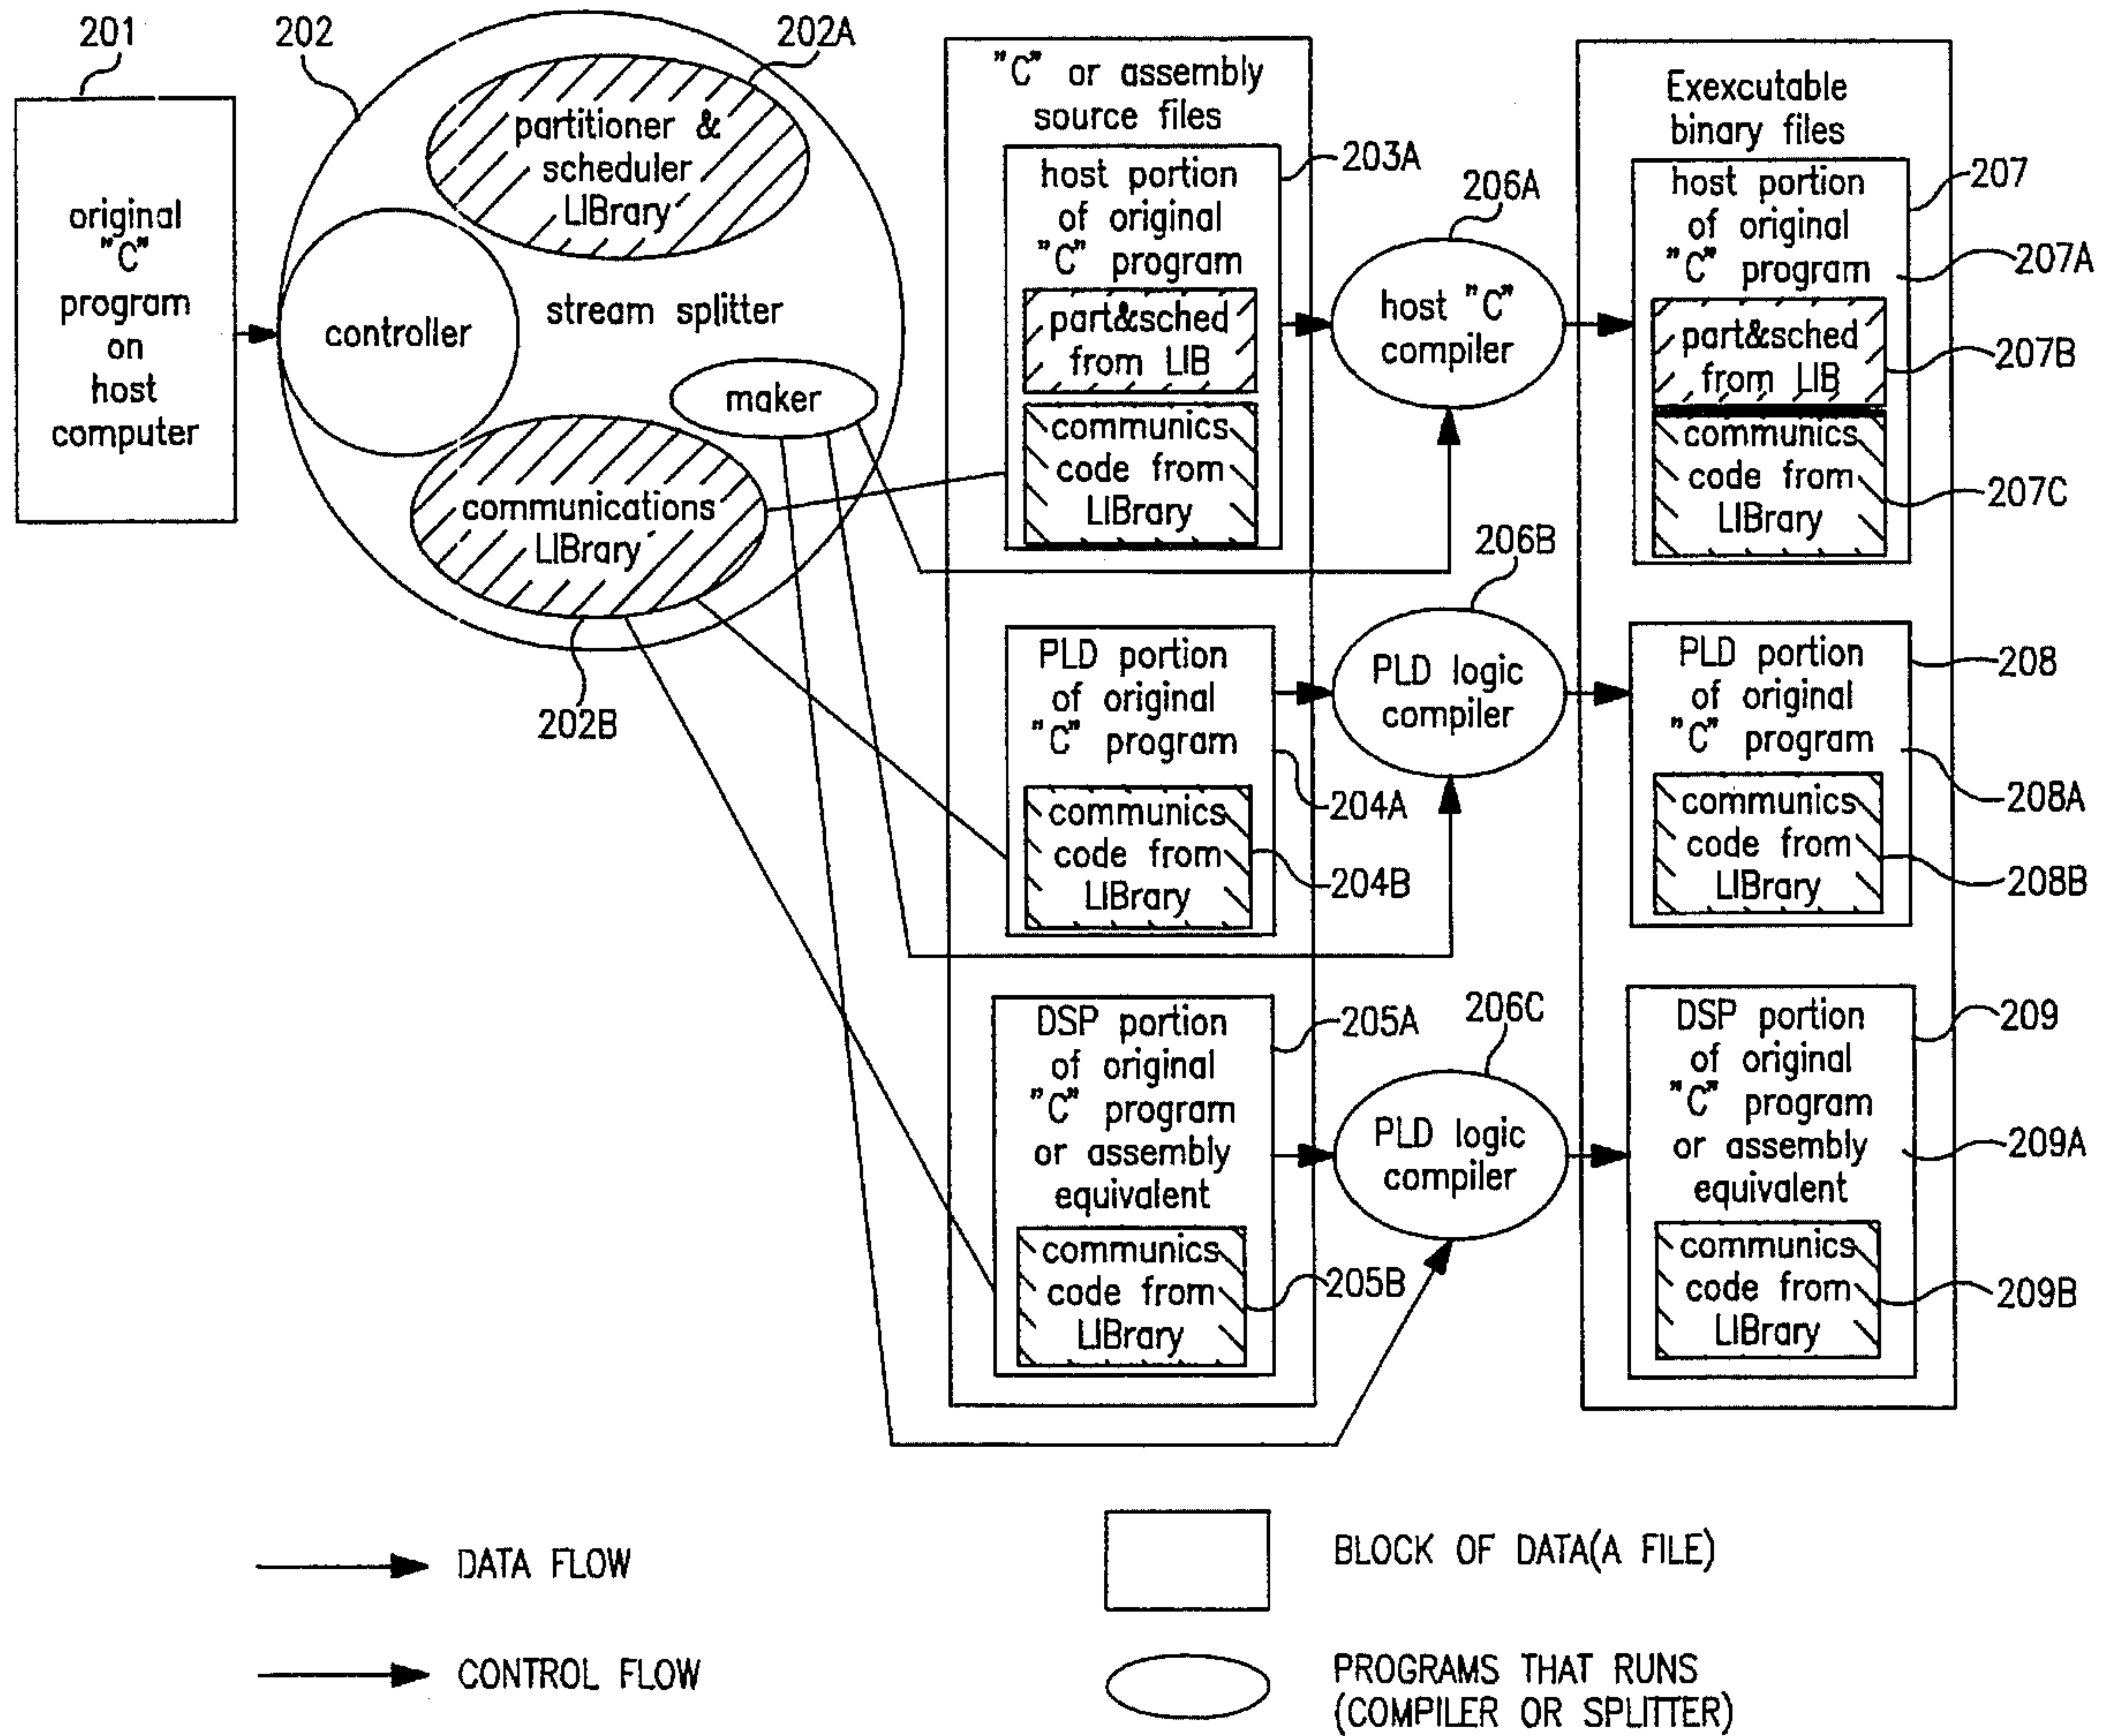 201
202
202A
original
"C"
program
on
host
computer
partitioner &
scheduler
LIBrary
controller
stream splitter
maker
communications
LIBrary
202B
"C" or assembly
source files
host portion
of original
"C" program
part&sched
from LIB
communics
code from
LIBrary
203A
206A
host "C"
compiler
Exexcutable
binary files
host portion
of original
"C" program
part&sched
from LIB
communics
code from
LIBrary
207
207A
207B
207C
PLD portion
of original
"C" program
communics
code from
LIBrary
204A
204B
206B
PLD logic
compiler
PLD portion
of original
"C" program
communics
code from
LIBrary
208
208A
208B
DSP portion
of original
"C" program
or assembly
equivalent
communics
code from
LIBrary
205A
205B
206C
PLD logic
compiler
DSP portion
of original
"C" program
or assembly
equivalent
communics
code from
LIBrary
209
209A
209B
DATA FLOW
CONTROL FLOW
BLOCK OF DATA(A FILE)
PROGRAMS THAT RUNS
(COMPILER OR SPLITTER)